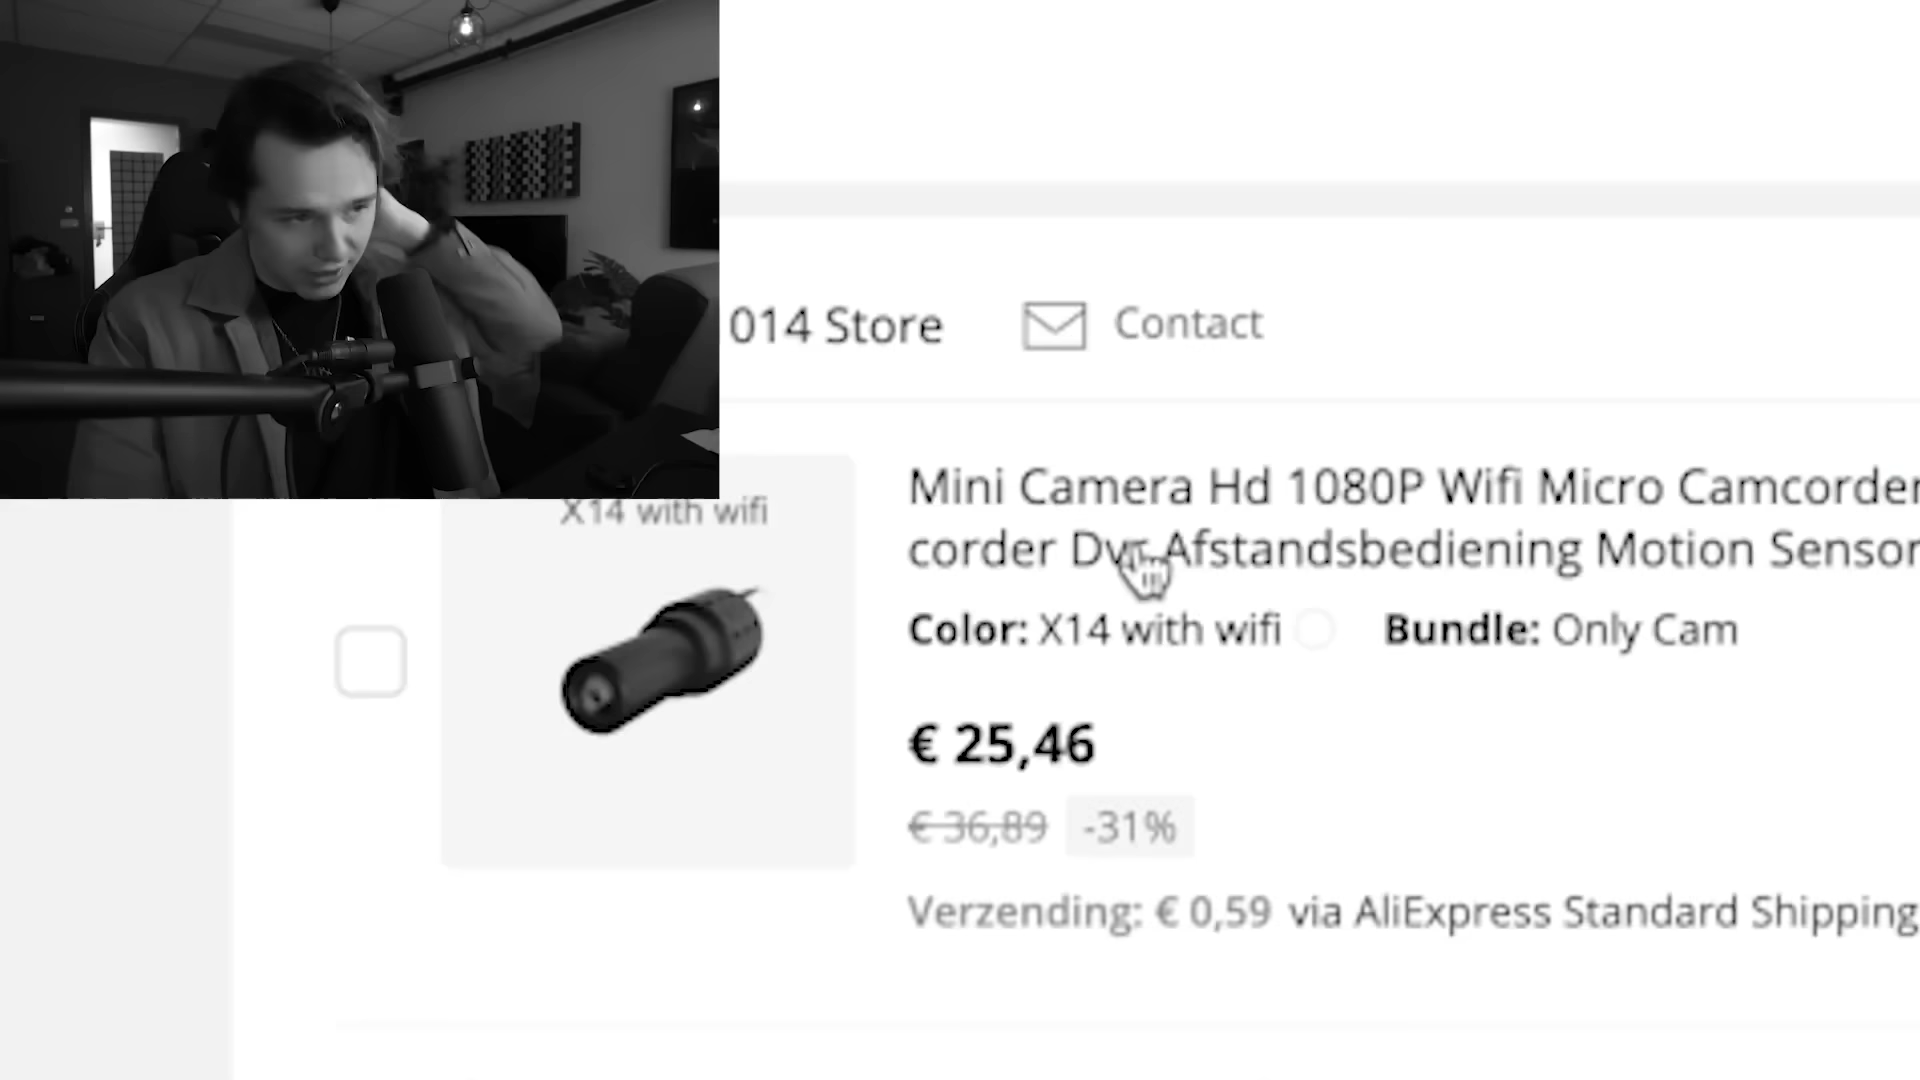 014 Store
Contact
X14 with wifi
Mini Camera Hd 1080P Wifi Micro Camcorder
corder Dvr Afstandsbediening Motion Sensor
Color: X14 with wifi Bundle: Only Cam
€ 25,46
€ 36,89 -31%
Verzending: € 0,59 via AliExpress Standard Shipping